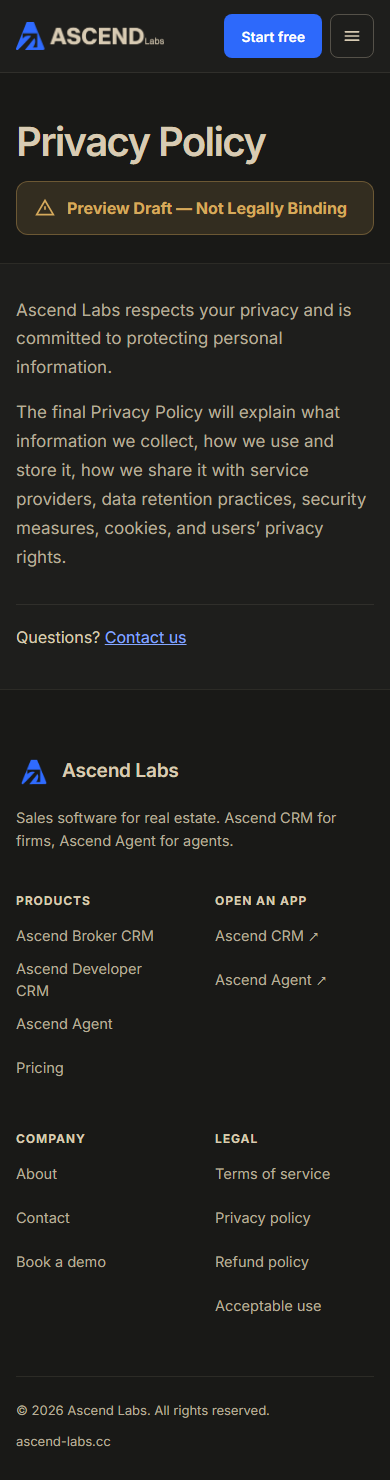 ASCEND Labs
Start free
Privacy Policy
Preview Draft — Not Legally Binding
Ascend Labs respects your privacy and is
committed to protecting personal
information.
The final Privacy Policy will explain what
information we collect, how we use and
store it, how we share it with service
providers, data retention practices, security
measures, cookies, and users’ privacy
rights.
Questions? Contact us
Ascend Labs
Sales software for real estate. Ascend CRM for
firms, Ascend Agent for agents.
PRODUCTS
Ascend Broker CRM
Ascend Developer
CRM
Ascend Agent
Pricing
OPEN AN APP
Ascend CRM ↗
Ascend Agent ↗
COMPANY
About
Contact
Book a demo
LEGAL
Terms of service
Privacy policy
Refund policy
Acceptable use
© 2026 Ascend Labs. All rights reserved.
ascend-labs.cc